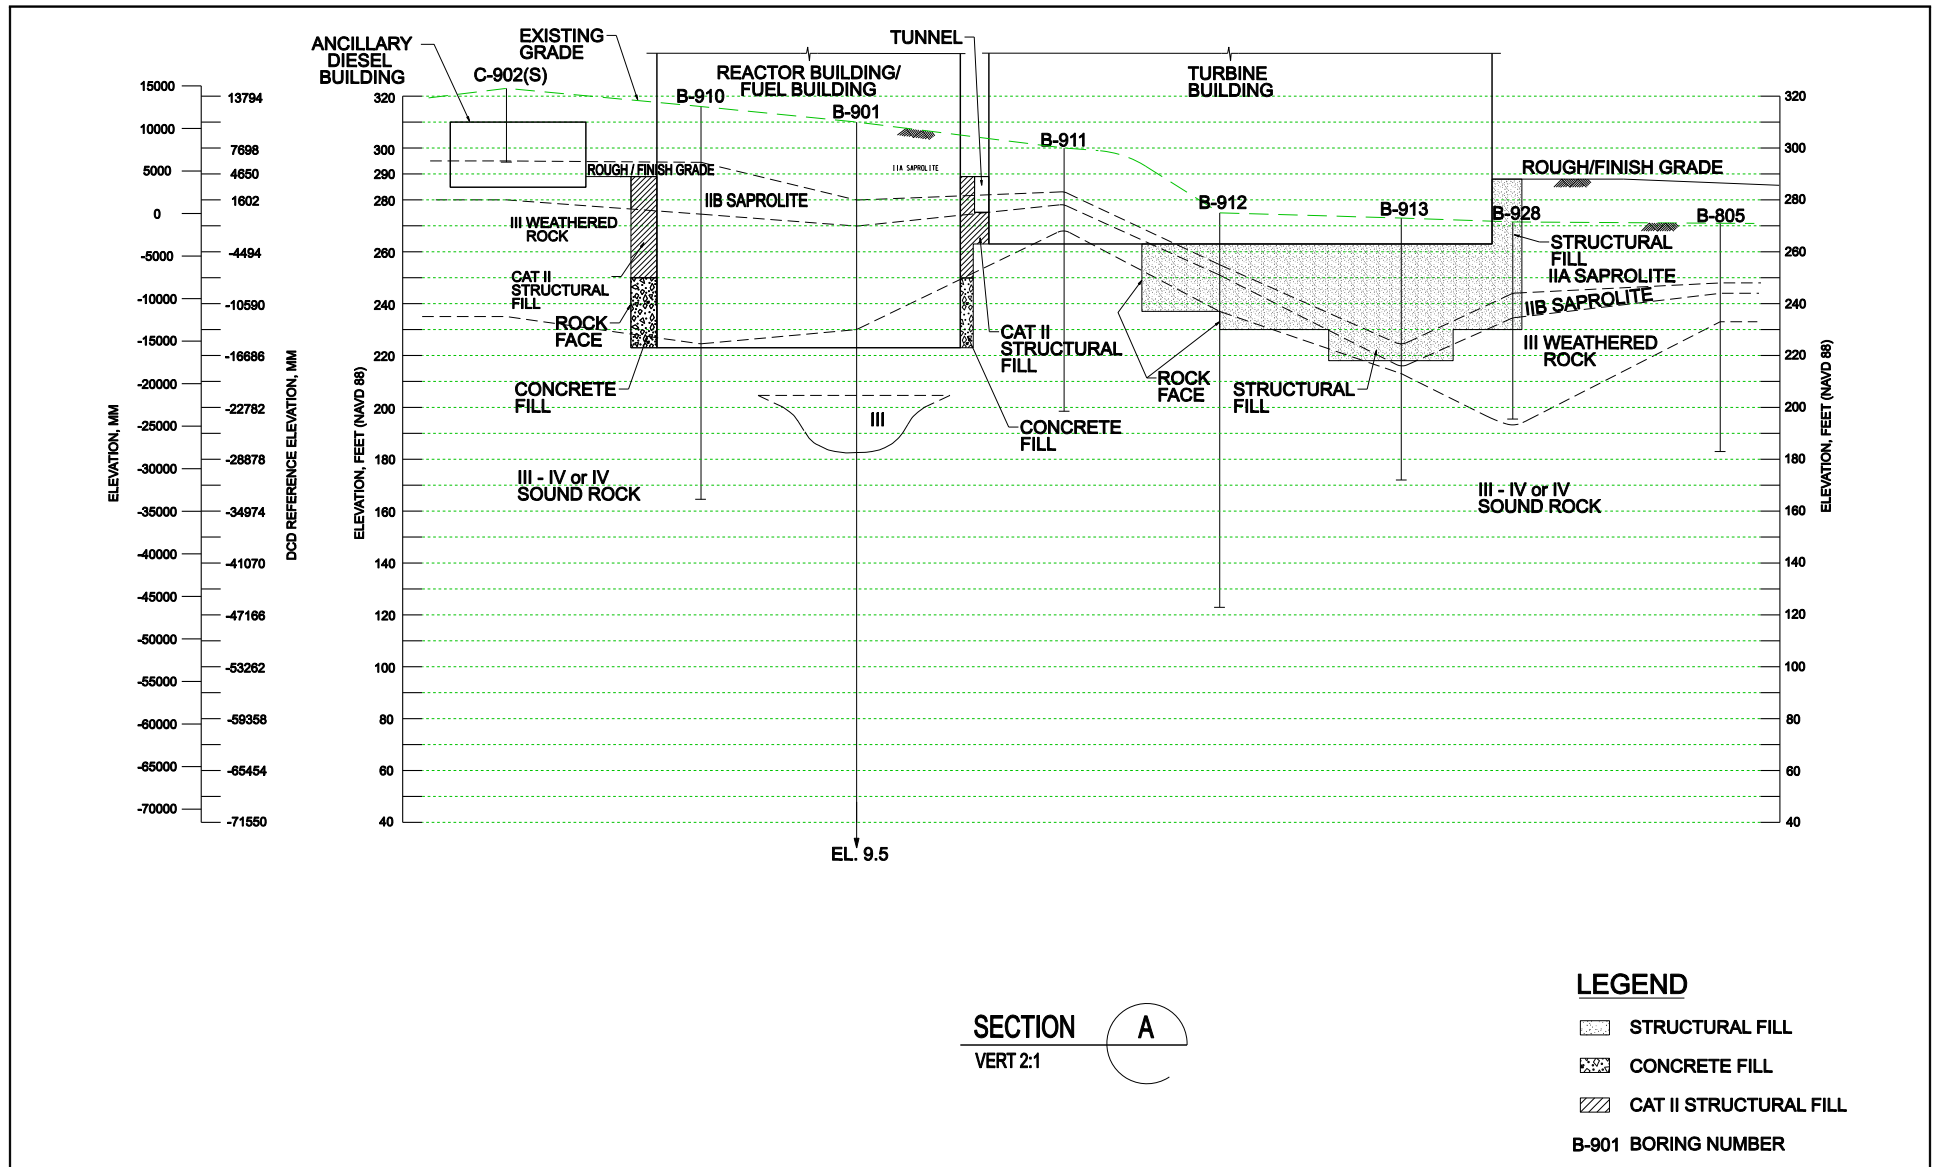 ANCILLARY
DIESEL
BUILDING
EXISTING
GRADE
C-902(S)
TUNNEL
REACTOR BUILDING/
FUEL BUILDING
TURBINE
BUILDING
B-910
B-901
B-911
B-912
B-913
B-928
B-805
ROUGH / FINISH GRADE
IIA SAPROLITE
ROUGH/FINISH GRADE
IIB SAPROLITE
III WEATHERED
ROCK
CAT II
STRUCTURAL
FILL
ROCK
FACE
CONCRETE
FILL
CAT II
STRUCTURAL
FILL
CONCRETE
FILL
ROCK
FACE
STRUCTURAL
FILL
STRUCTURAL
FILL
IIA SAPROLITE
IIB SAPROLITE
III WEATHERED
ROCK
III
III - IV or IV
SOUND ROCK
III - IV or IV
SOUND ROCK
EL. 9.5
15000
10000
5000
0
-5000
-10000
-15000
-20000
-25000
-30000
-35000
-40000
-45000
-50000
-55000
-60000
-65000
-70000
ELEVATION, MM
13794
7698
4650
1602
-4494
-10590
-16686
-22782
-28878
-34974
-41070
-47166
-53262
-59358
-65454
-71550
DCD REFERENCE ELEVATION, MM
320
300
290
280
260
240
220
200
180
160
140
120
100
80
60
40
ELEVATION, FEET (NAVD 88)
320
300
290
280
260
240
220
200
180
160
140
120
100
80
60
40
ELEVATION, FEET (NAVD 88)
SECTION A
VERT 2:1
LEGEND
STRUCTURAL FILL
CONCRETE FILL
CAT II STRUCTURAL FILL
B-901 BORING NUMBER